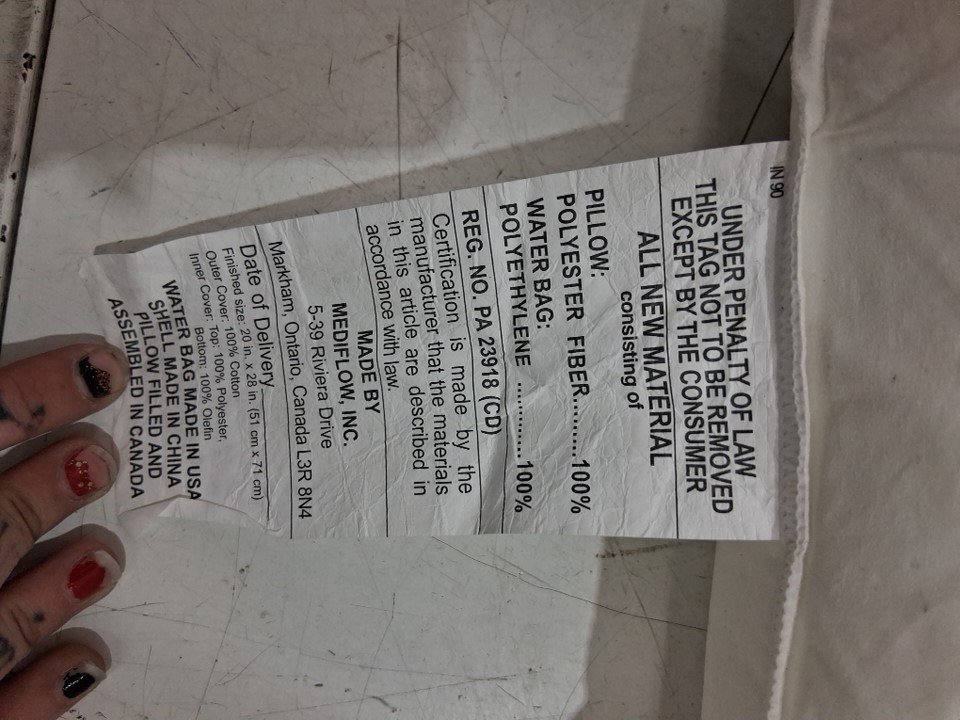 IN 90
UNDER PENALTY OF LAW
THIS TAG NOT TO BE REMOVED
EXCEPT BY THE CONSUMER
ALL NEW MATERIAL
consisting of
PILLOW:
POLYESTER FIBER..........100%
WATER BAG:
POLYETHYLENE ............100%
REG. NO. PA 23918 (CD)
Certification is made by the
manufacturer that the materials
in this article are described in
accordance with law.
MADE BY
MEDIFLOW, INC.
5-39 Riviera Drive
Markham, Ontario, Canada L3R 8N4
Date of Delivery
Finished size: 20 in. x 28 in. (51 cm x 71 cm)
Outer Cover: 100% Cotton
Inner Cover: Top: 100% Polyester,
Bottom: 100% Olefin
WATER BAG MADE IN USA
SHELL MADE IN CHINA
PILLOW FILLED AND
ASSEMBLED IN CANADA